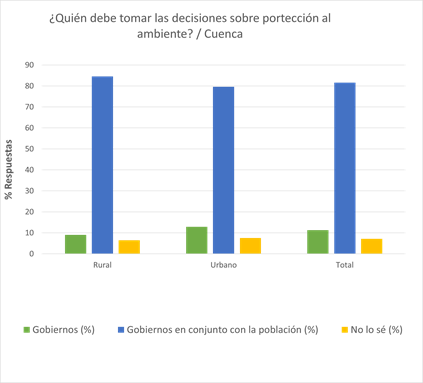 ¿Quién debe tomar las decisiones sobre portección al
ambiente? / Cuenca
% Respuestas
90
80
70
60
50
40
30
20
10
0
Rural
Urbano
Total
Gobiernos (%)
Gobiernos en conjunto con la población (%)
No lo sé (%)